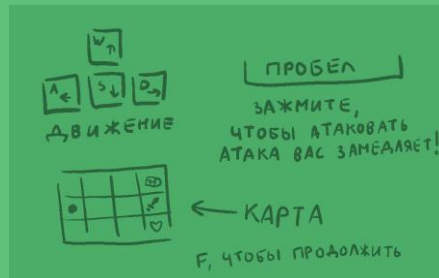 W
A S D
ДВИЖЕНИЕ
ПРОБЕЛ
ЗАЖМИТЕ,
ЧТОБЫ АТАКОВАТЬ
АТАКА ВАС ЗАМЕДЛЯЕТ!
КАРТА
F, ЧТОБЫ ПРОДОЛЖИТЬ